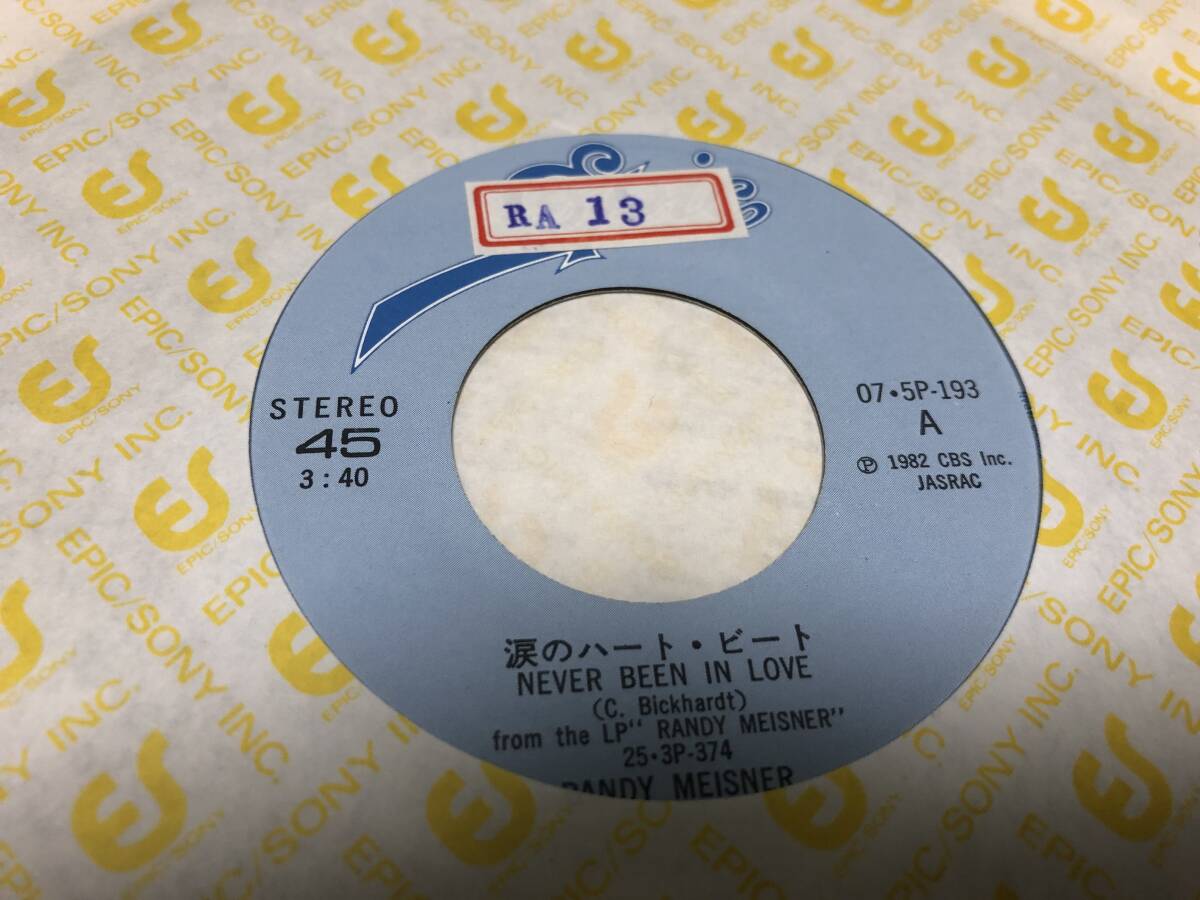 RA 13
STEREO
45
3:40
07•5P-193
A
Ⓟ 1982 CBS Inc.
JASRAC
涙のハート・ビート
NEVER BEEN IN LOVE
(C. Bickhardt)
from the LP" RANDY MEISNER"
25•3P-374
RANDY MEISNER
EPIC/SONY INC.
EPIC/SONY